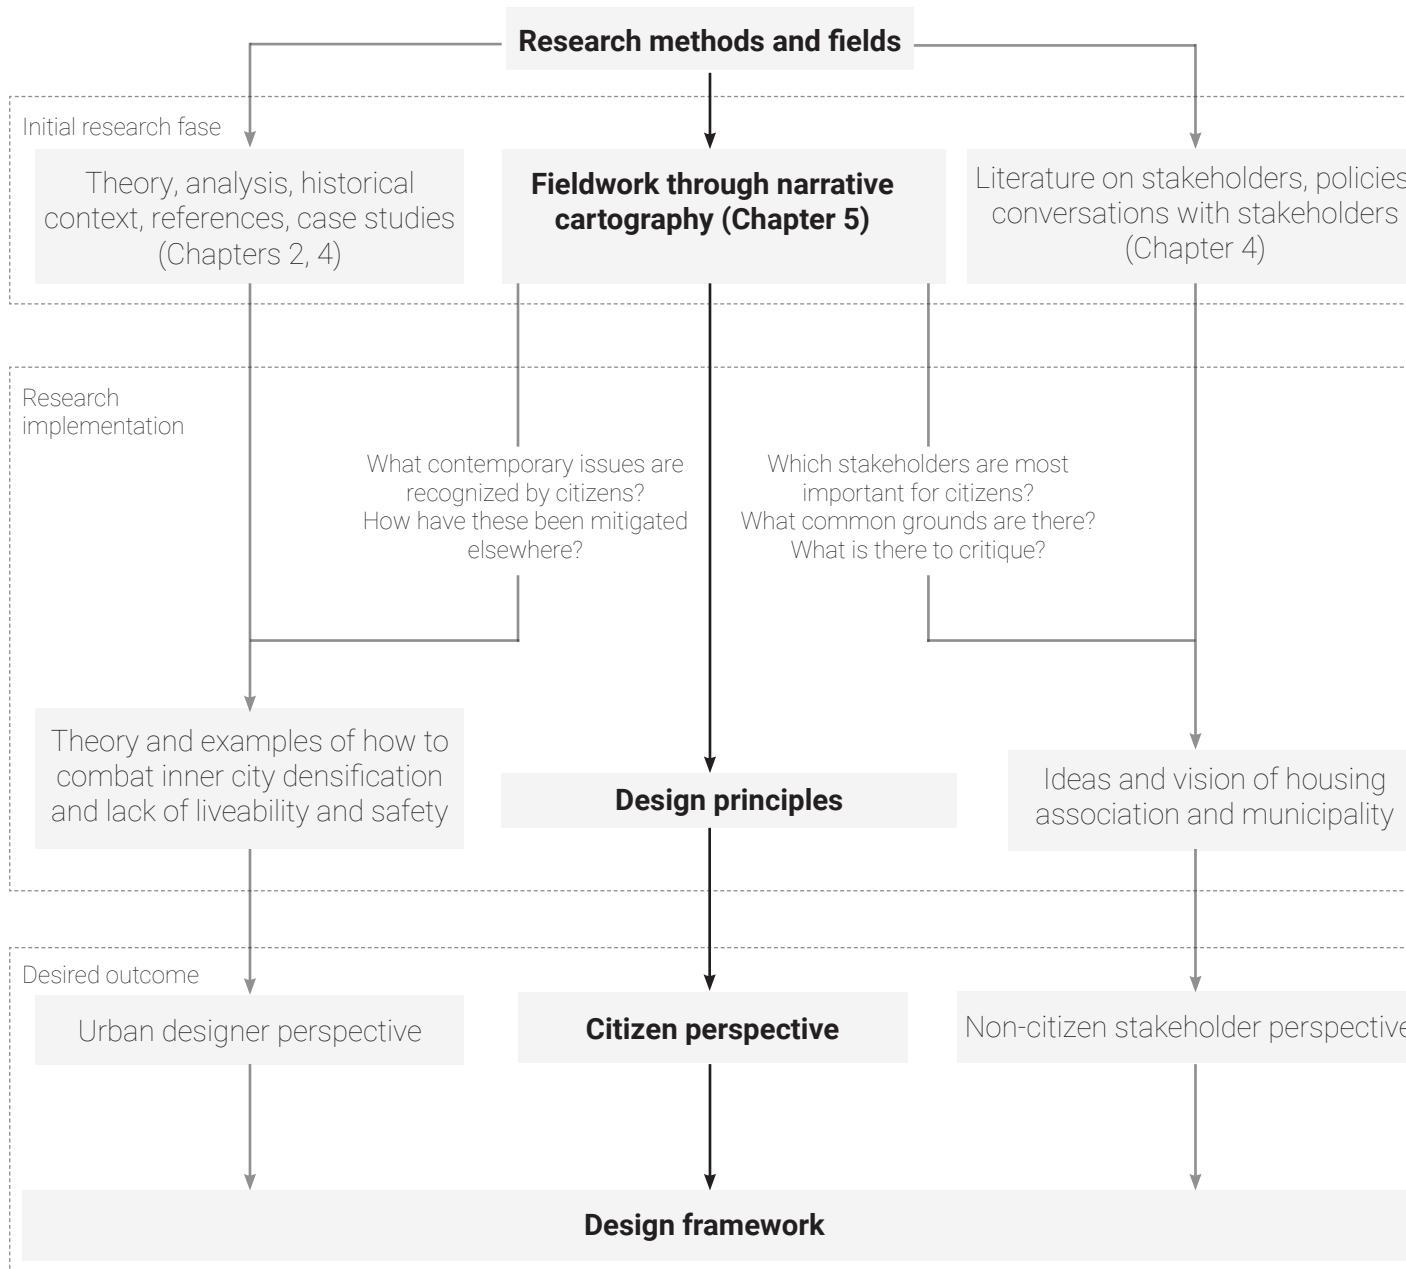 Research methods and fields
Initial research fase
Theory, analysis, historical
context, references, case studies
(Chapters 2, 4)
Fieldwork through narrative
cartography (Chapter 5)
Literature on stakeholders, policies
conversations with stakeholders
(Chapter 4)
Research
implementation
What contemporary issues are
recognized by citizens?
How have these been mitigated
elsewhere?
Which stakeholders are most
important for citizens?
What common grounds are there?
What is there to critique?
Theory and examples of how to
combat inner city densification
and lack of liveability and safety
Design principles
Ideas and vision of housing
association and municipality
Desired outcome
Urban designer perspective
Citizen perspective
Non-citizen stakeholder perspective
Design framework